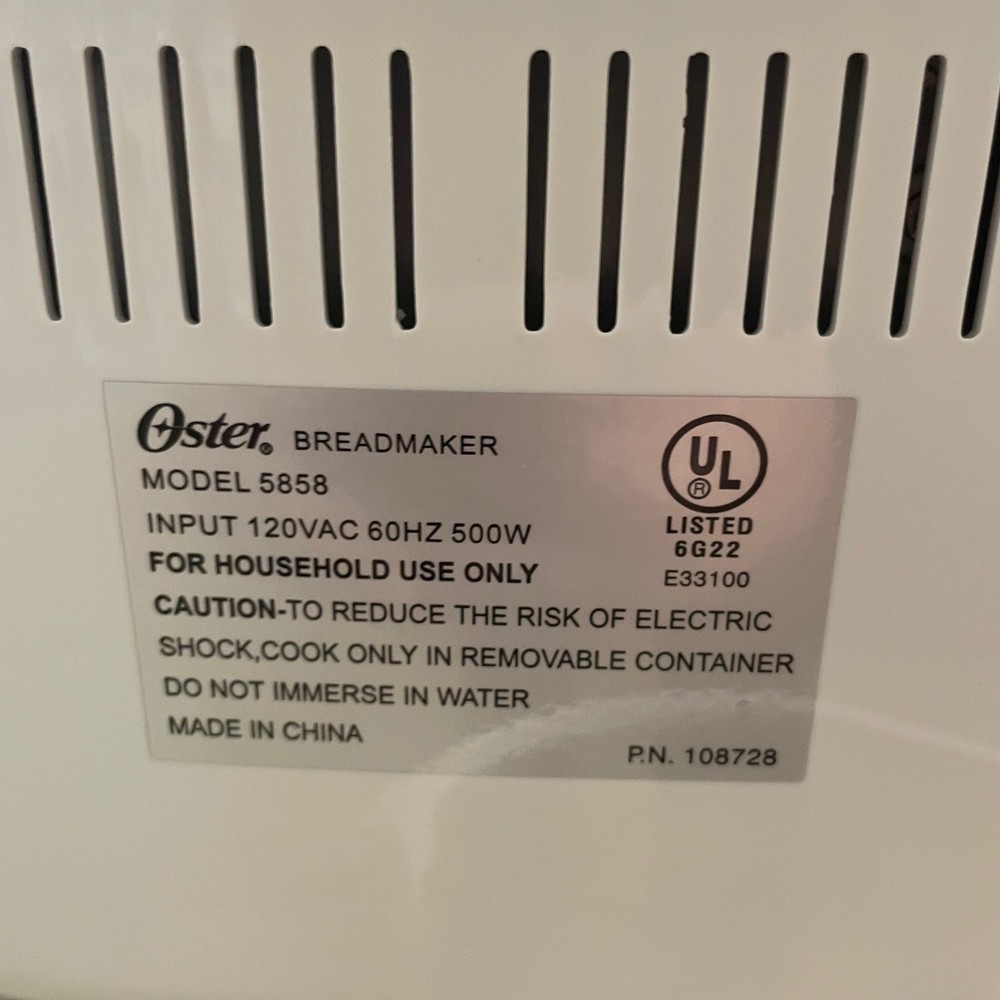 Oster® BREADMAKER
MODEL 5858
INPUT 120VAC 60HZ 500W
FOR HOUSEHOLD USE ONLY
CAUTION-TO REDUCE THE RISK OF ELECTRIC
SHOCK,COOK ONLY IN REMOVABLE CONTAINER
DO NOT IMMERSE IN WATER
MADE IN CHINA
UL ®
LISTED
6G22
E33100
P.N. 108728